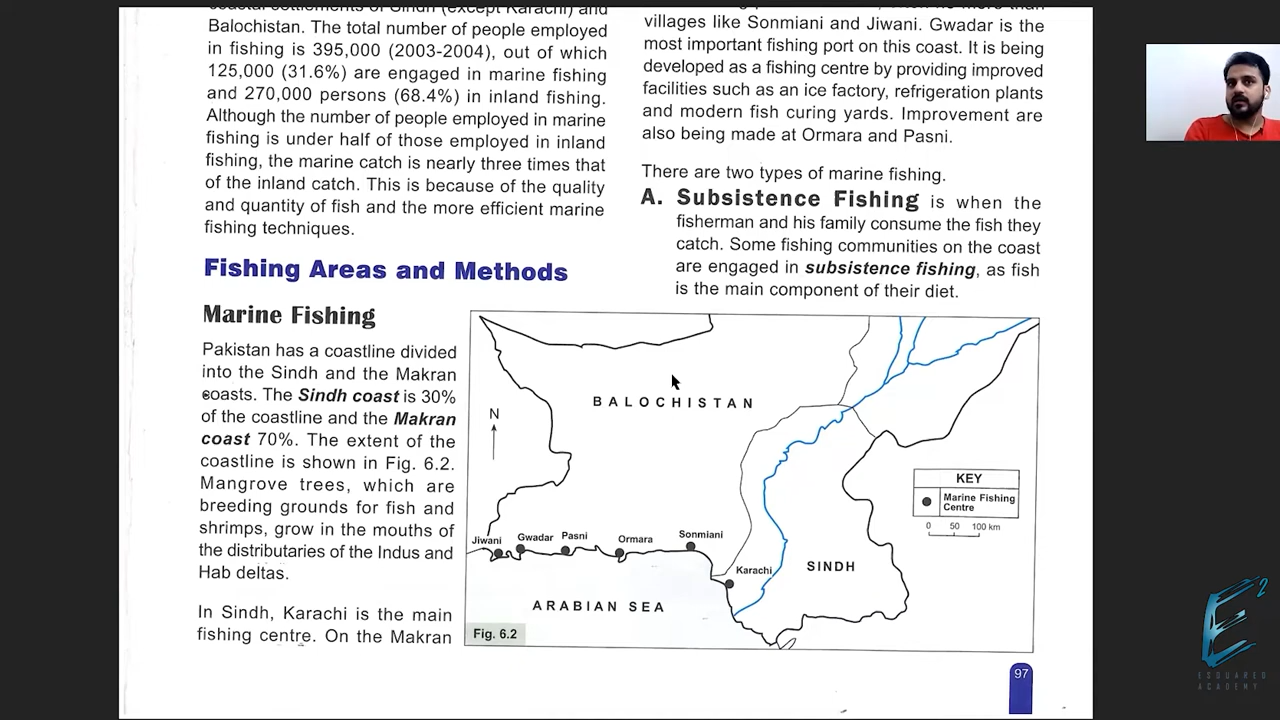 coastal settlements of Sindh (except Karachi) and
Balochistan. The total number of people employed
in fishing is 395,000 (2003-2004), out of which
125,000 (31.6%) are engaged in marine fishing
and 270,000 persons (68.4%) in inland fishing.
Although the number of people employed in marine
fishing is under half of those employed in inland
fishing, the marine catch is nearly three times that
of the inland catch. This is because of the quality
and quantity of fish and the more efficient marine
fishing techniques.
Fishing Areas and Methods
Marine Fishing
Pakistan has a coastline divided
into the Sindh and the Makran
coasts. The Sindh coast is 30%
of the coastline and the Makran
coast 70%. The extent of the
coastline is shown in Fig. 6.2.
Mangrove trees, which are
breeding grounds for fish and
shrimps, grow in the mouths of
the distributaries of the Indus and
Hab deltas.
In Sindh, Karachi is the main
fishing centre. On the Makran
villages like Sonmiani and Jiwani. Gwadar is the
most important fishing port on this coast. It is being
developed as a fishing centre by providing improved
facilities such as an ice factory, refrigeration plants
and modern fish curing yards. Improvement are
also being made at Ormara and Pasni.
There are two types of marine fishing.
A. Subsistence Fishing is when the
fisherman and his family consume the fish they
catch. Some fishing communities on the coast
are engaged in subsistence fishing, as fish
is the main component of their diet.
BALOCHISTAN
N
KEY
Marine Fishing
Centre
0 50 100 km
Jiwani
Gwadar
Pasni
Ormara
Sonmiani
Karachi
SINDH
ARABIAN SEA
Fig. 6.2
97
E2
ESQUARED
ACADEMY